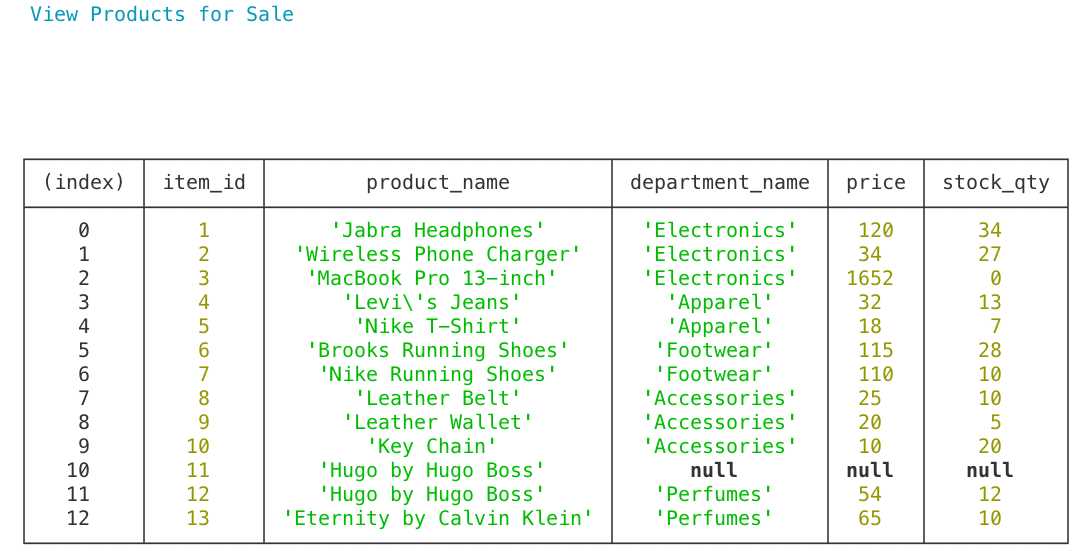 View Products for Sale
(index) item_id product_name department_name price stock_qty
0 1 'Jabra Headphones' 'Electronics' 120 34
1 2 'Wireless Phone Charger' 'Electronics' 34 27
2 3 'MacBook Pro 13-inch' 'Electronics' 1652 0
3 4 'Levi\'s Jeans' 'Apparel' 32 13
4 5 'Nike T-Shirt' 'Apparel' 18 7
5 6 'Brooks Running Shoes' 'Footwear' 115 28
6 7 'Nike Running Shoes' 'Footwear' 110 10
7 8 'Leather Belt' 'Accessories' 25 10
8 9 'Leather Wallet' 'Accessories' 20 5
9 10 'Key Chain' 'Accessories' 10 20
10 11 'Hugo by Hugo Boss' null null null
11 12 'Hugo by Hugo Boss' 'Perfumes' 54 12
12 13 'Eternity by Calvin Klein' 'Perfumes' 65 10